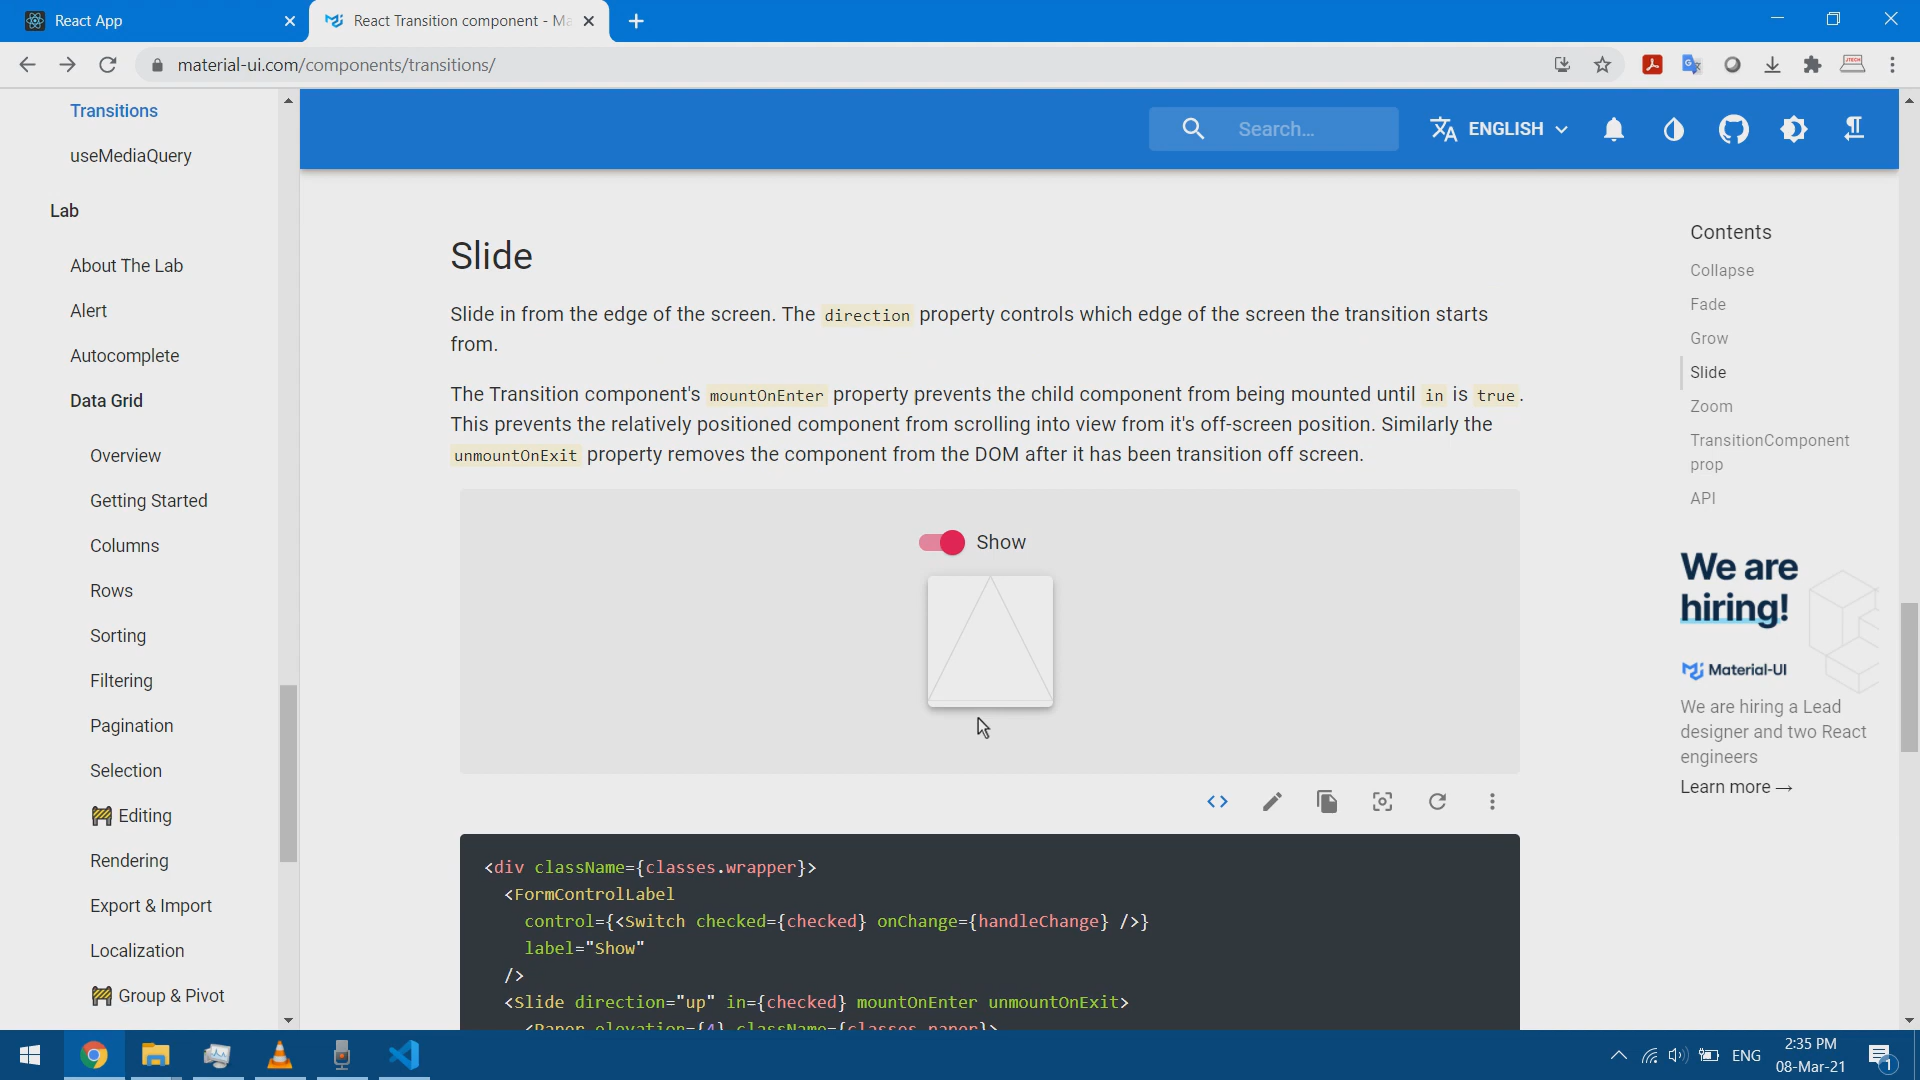 React App
React Transition component - Ma
material-ui.com/components/transitions/
Transitions
useMediaQuery
Lab
About The Lab
Alert
Autocomplete
Data Grid
Overview
Getting Started
Columns
Rows
Sorting
Filtering
Pagination
Selection
🚧 Editing
Rendering
Export & Import
Localization
🚧 Group & Pivot
Search…
ENGLISH
Slide
Slide in from the edge of the screen. The direction property controls which edge of the screen the transition starts
from.
The Transition component's mountOnEnter property prevents the child component from being mounted until in is true.
This prevents the relatively positioned component from scrolling into view from it's off-screen position. Similarly the
unmountOnExit property removes the component from the DOM after it has been transition off screen.
Show
<div className={classes.wrapper}>
<FormControlLabel
control={<Switch checked={checked} onChange={handleChange} />}
label="Show"
/>
<Slide direction="up" in={checked} mountOnEnter unmountOnExit>
<Paper elevation={4} className={classes.paper}>
Contents
Collapse
Fade
Grow
Slide
Zoom
TransitionComponent
prop
API
We are
hiring!
Material-UI
We are hiring a Lead
designer and two React
engineers
Learn more →
ENG
2:35 PM
08-Mar-21
1